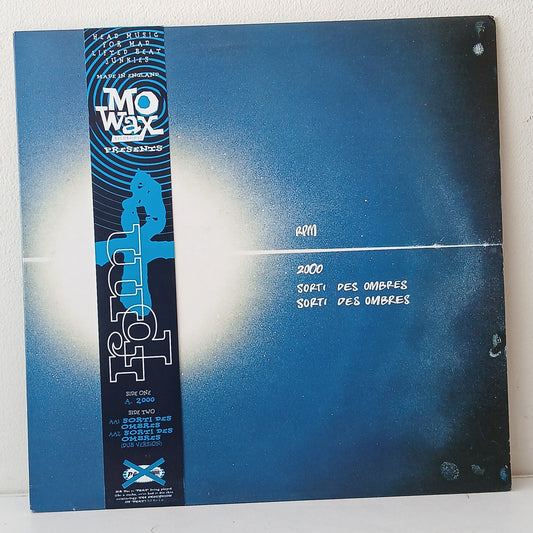 HEAD MUSIC
FOR MAD
LIFTED BEAT
JUNKIES
MADE IN ENGLAND
MO
WAX
PRESENTS
rpm
SIDE ONE
A. 2000
SIDE TWO
AA1 SORTI DES
OMBRES
AA2 SORTI DES
OMBRES
(DUB VERSION)
RPM
2000
SORTI DES OMBRES
SORTI DES OMBRES